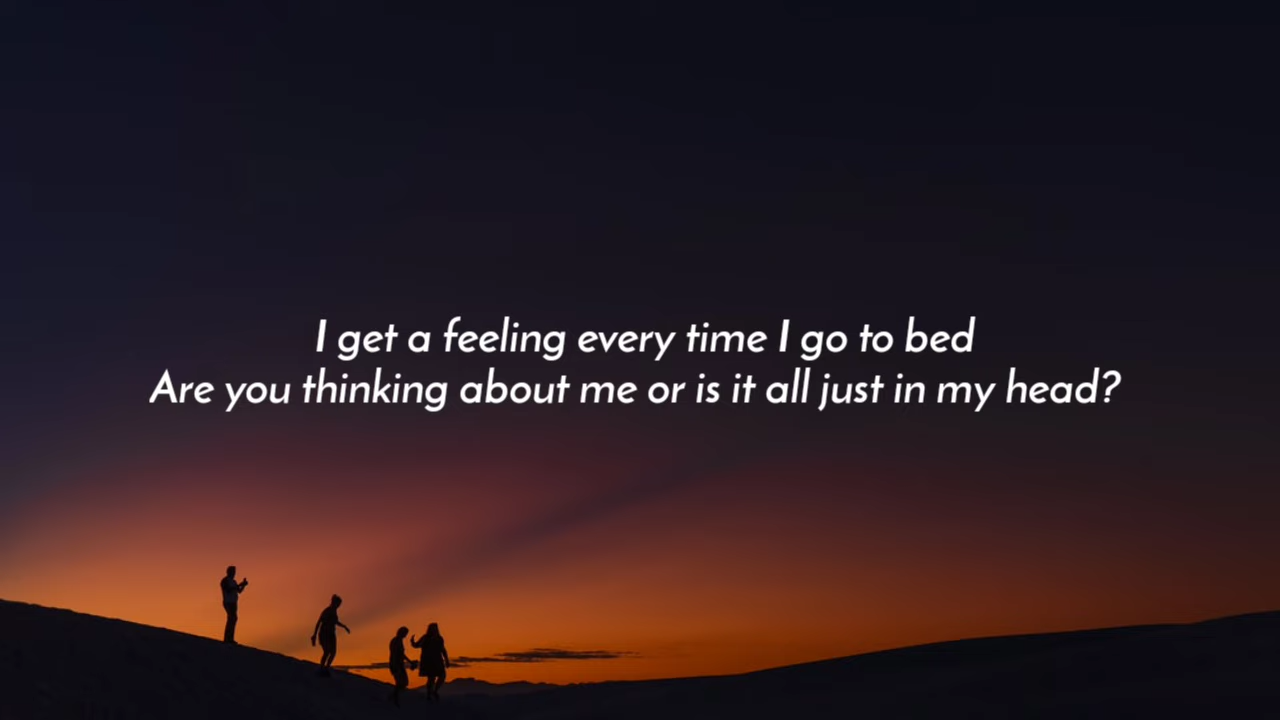 I get a feeling every time I go to bed
Are you thinking about me or is it all just in my head?